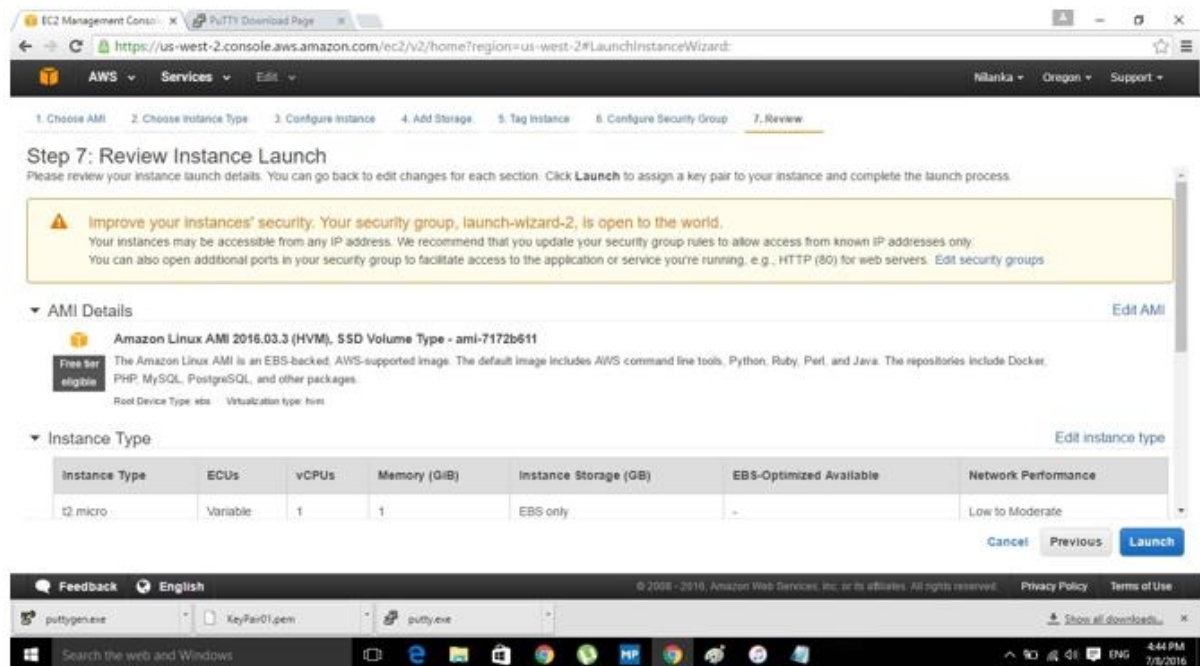 EC2 Management Consol
PuTTY Download Page
https://us-west-2.console.aws.amazon.com/ec2/v2/home?region=us-west-2#LaunchInstanceWizard:
AWS Services Edit Nilanka Oregon Support
1. Choose AMI 2. Choose Instance Type 3. Configure Instance 4. Add Storage 5. Tag Instance 6. Configure Security Group 7. Review
Step 7: Review Instance Launch
Please review your instance launch details. You can go back to edit changes for each section. Click Launch to assign a key pair to your instance and complete the launch process.
Improve your instances' security. Your security group, launch-wizard-2, is open to the world.
Your instances may be accessible from any IP address. We recommend that you update your security group rules to allow access from known IP addresses only.
You can also open additional ports in your security group to facilitate access to the application or service you're running, e.g., HTTP (80) for web servers. Edit security groups
AMI Details Edit AMI
Amazon Linux AMI 2016.03.3 (HVM), SSD Volume Type - ami-7172b611
Free tier eligible
The Amazon Linux AMI is an EBS-backed, AWS-supported image. The default image includes AWS command line tools, Python, Ruby, Perl, and Java. The repositories include Docker,
PHP, MySQL, PostgreSQL, and other packages.
Root Device Type: ebs Virtualization type: hvm
Instance Type Edit instance type
Instance Type ECUs vCPUs Memory (GiB) Instance Storage (GB) EBS-Optimized Available Network Performance
t2.micro Variable 1 1 EBS only - Low to Moderate
Cancel Previous Launch
Feedback English © 2008 - 2016, Amazon Web Services, Inc. or its affiliates. All rights reserved. Privacy Policy Terms of Use
puttygen.exe KeyPair01.pem putty.exe Show all downloads...
Search the web and Windows MP ENG 4:44 PM
7/8/2016